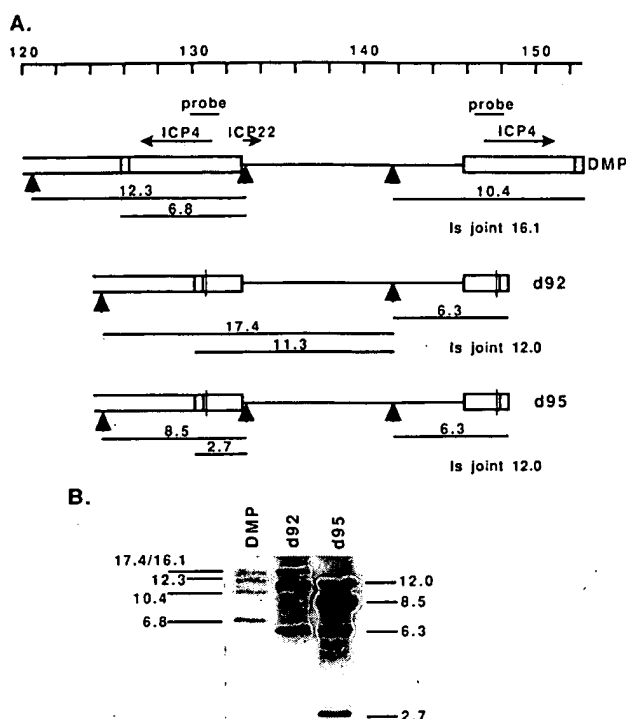 A.
120 130 140 150
probe probe
ICP4 ICP22 ICP4
DMP
12.3 10.4
6.8
Is joint 16.1
d92
6.3
17.4
11.3 Is joint 12.0
d95
8.5 6.3
2.7
Is joint 12.0
B.
DMP d92 d95
17.4/16.1
12.3 12.0
10.4 8.5
6.8 6.3
2.7